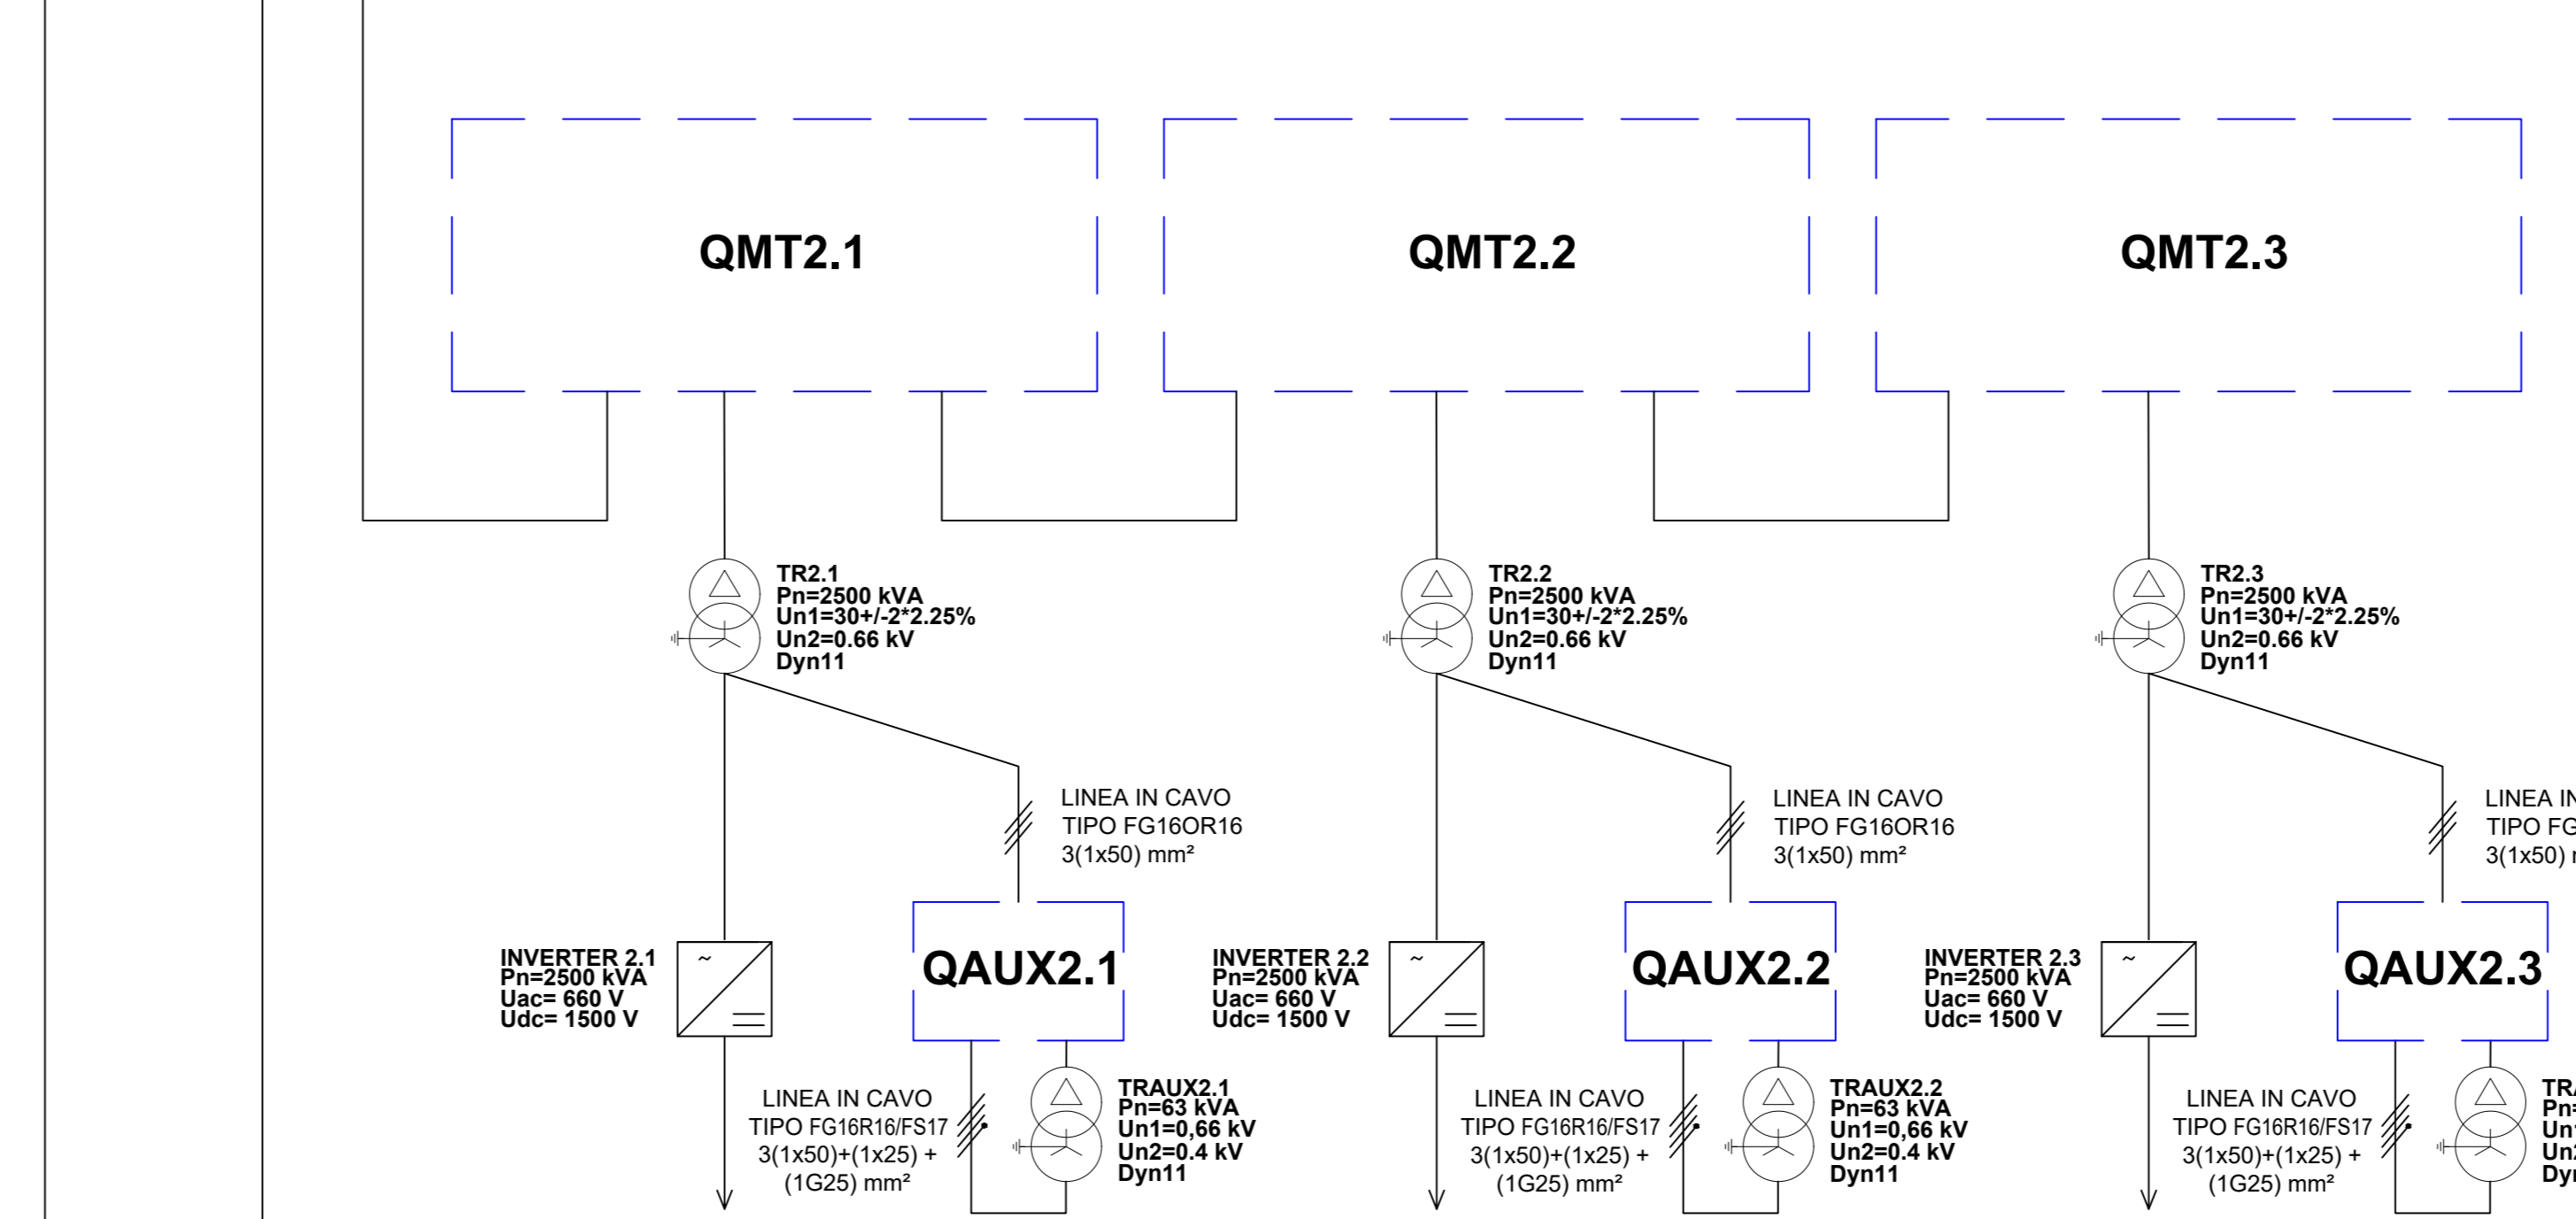 QMT2.1
QMT2.2
QMT2.3
TR2.1
Pn=2500 kVA
Un1=30+/-2*2.25%
Un2=0.66 kV
Dyn11
TR2.2
Pn=2500 kVA
Un1=30+/-2*2.25%
Un2=0.66 kV
Dyn11
TR2.3
Pn=2500 kVA
Un1=30+/-2*2.25%
Un2=0.66 kV
Dyn11
LINEA IN CAVO
TIPO FG16OR16
3(1x50) mm²
LINEA IN CAVO
TIPO FG16OR16
3(1x50) mm²
LINEA
TIPO
3(1x50)
INVERTER 2.1
Pn=2500 kVA
Uac= 660 V
Udc= 1500 V
~
QAUX2.1
INVERTER 2.2
Pn=2500 kVA
Uac= 660 V
Udc= 1500 V
~
QAUX2.2
INVERTER 2.3
Pn=2500 kVA
Uac= 660 V
Udc= 1500 V
~
QAUX2.3
LINEA IN CAVO
TIPO FG16R16/FS17
3(1x50)+(1x25) +
(1G25) mm²
TRAUX2.1
Pn=63 kVA
Un1=0,66 kV
Un2=0.4 kV
Dyn11
LINEA IN CAVO
TIPO FG16R16/FS17
3(1x50)+(1x25) +
(1G25) mm²
TRAUX2.2
Pn=63 kVA
Un1=0,66 kV
Un2=0.4 kV
Dyn11
LINEA IN CAVO
TIPO FG16R16/FS17
3(1x50)+(1x25) +
(1G25) mm²